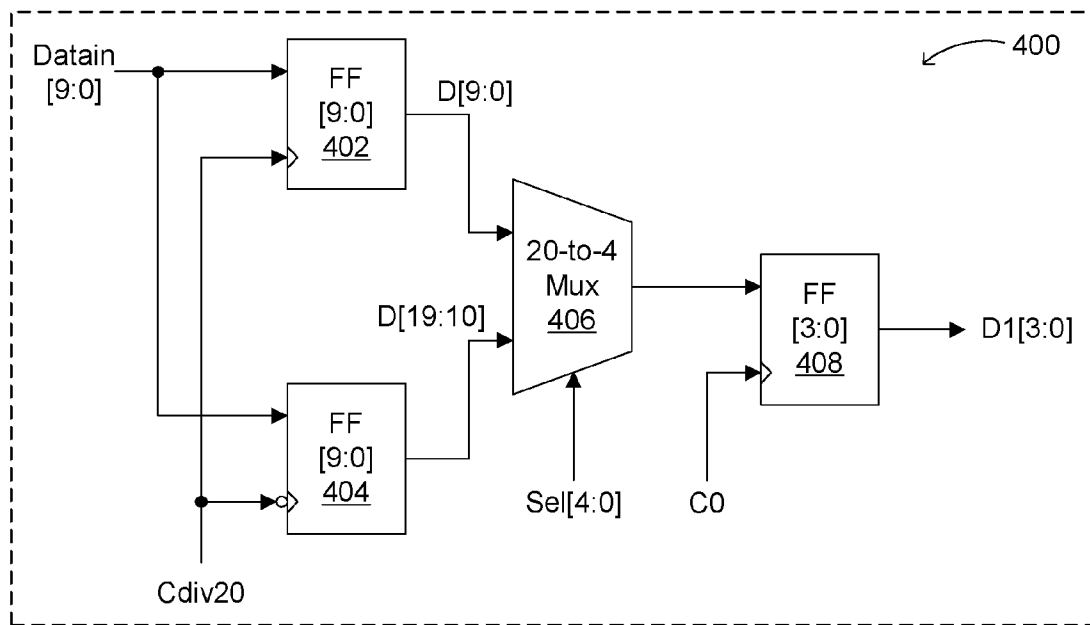 400
Datain
[9:0]
FF
[9:0]
402
D[9:0]
20-to-4
Mux
406
FF
[3:0]
408
D1[3:0]
D[19:10]
FF
[9:0]
404
Sel[4:0]
C0
Cdiv20